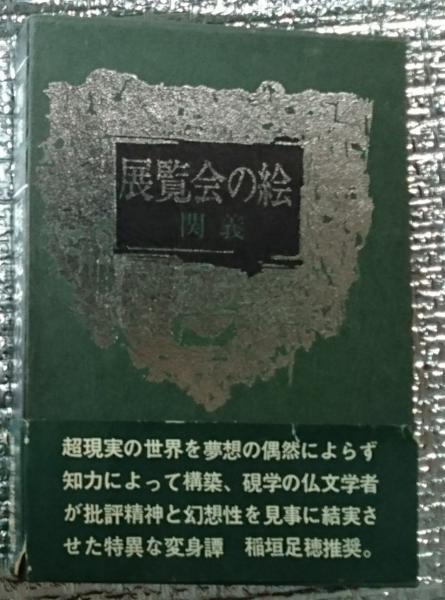 展覧会の絵
関義
超現実の世界を夢想の偶然によらず
知力によって構築、硯学の仏文学者
が批評精神と幻想性を見事に結実さ
せた特異な変身譚　稲垣足穂推奨。